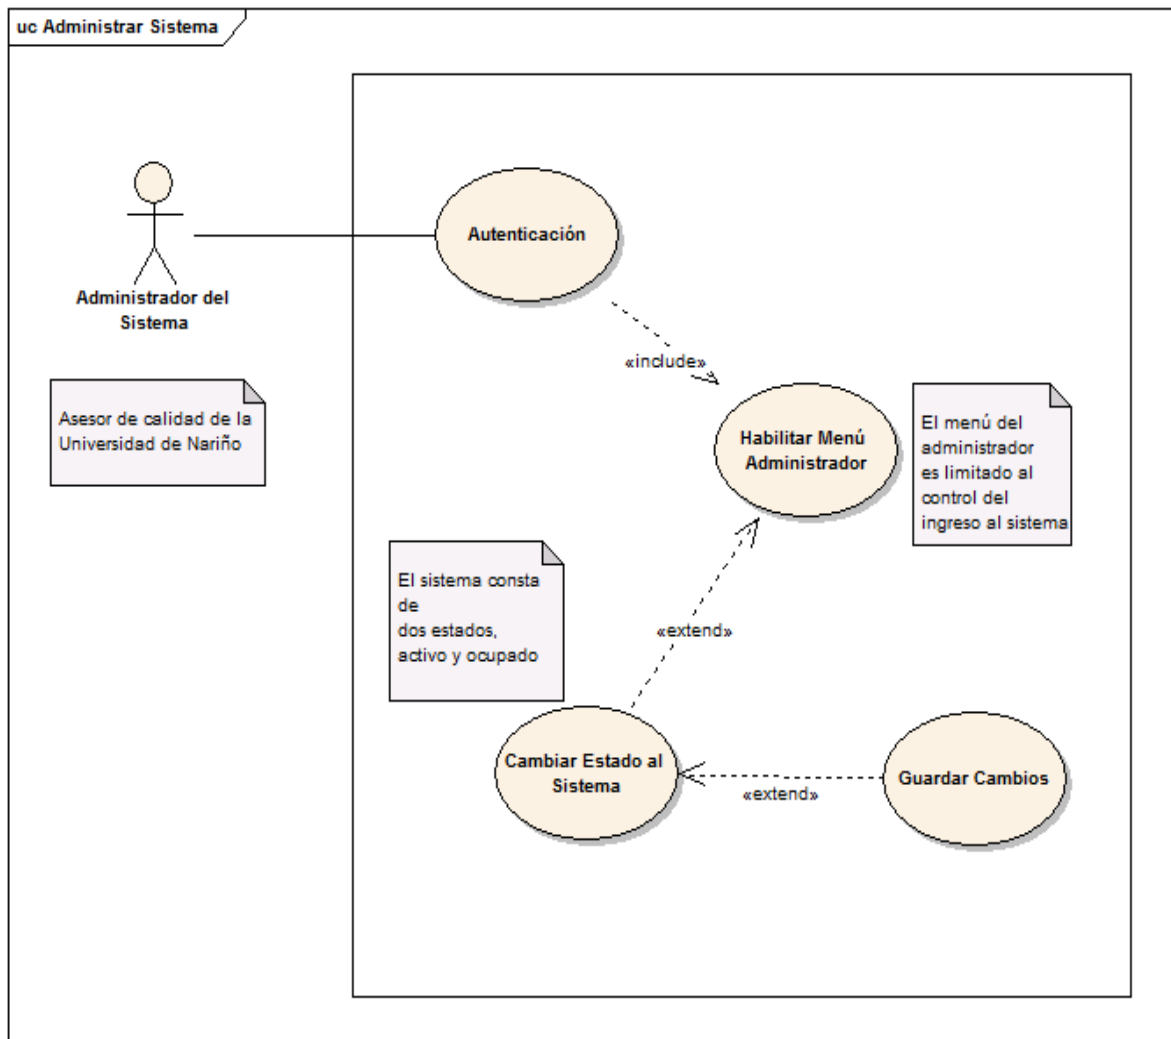 uc Administrar Sistema
Autenticación
Administrador del
Sistema
«include»
Asesor de calidad de la
Universidad de Nariño
Habilitar Menú
Administrador
El menú del
administrador
es limitado al
control del
ingreso al sistema
El sistema consta
de
dos estados,
activo y ocupado
«extend»
Cambiar Estado al
Sistema
«extend»
Guardar Cambios